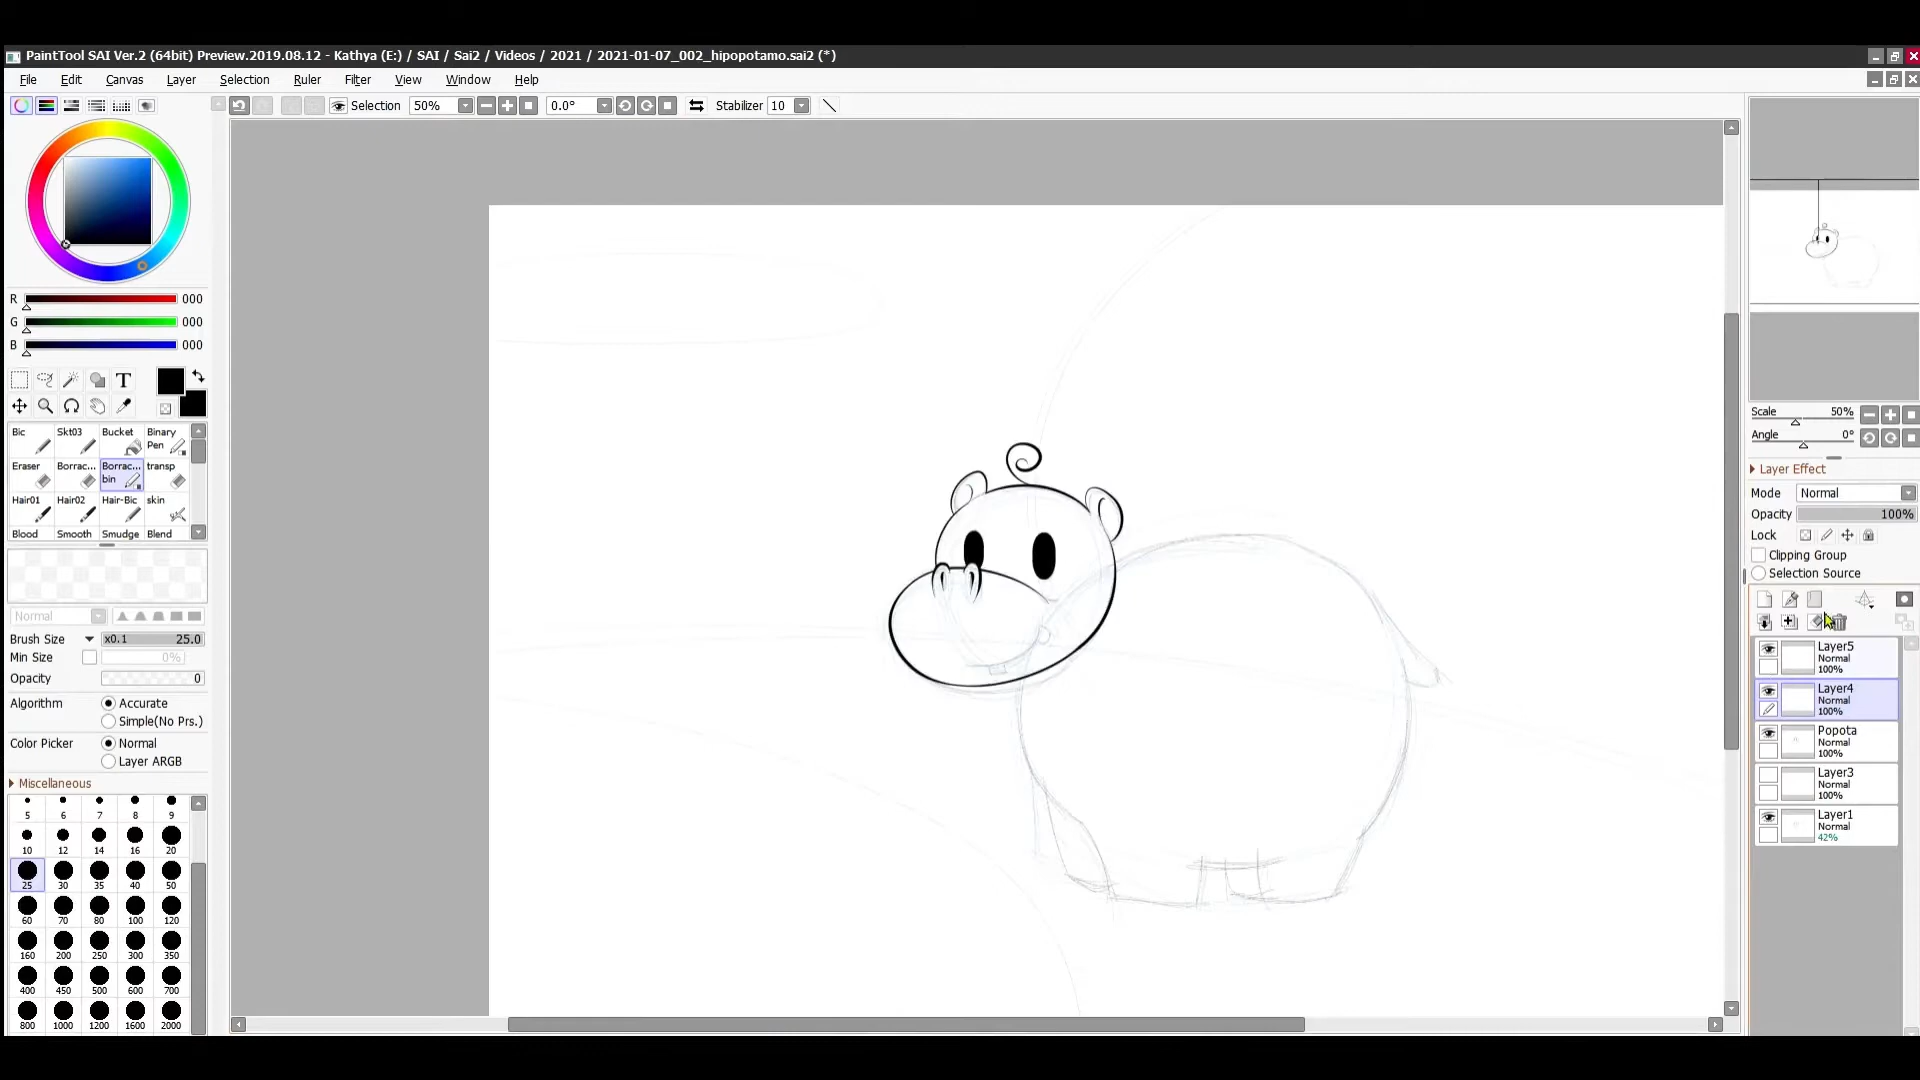 PaintTool SAI Ver.2 (64bit) Preview.2019.08.12 - Kathya (E:) / SAI / Sai2 / Videos / 2021 / 2021-01-07_002_hipopotamo.sai2 (*)
File Edit Canvas Layer Selection Ruler Filter View Window Help
Selection 50% 0.0° Stabilizer 10
R 000
G 000
B 000
T
Bic Skt03 Bucket Binary Pen
Eraser Borrac... Borrac... bin transp
Hair01 Hair02 Hair-Bic skin
Blood Smooth Smudge Blend
Normal
Brush Size x0.1 25.0
Min Size 0%
Opacity 0
Algorithm Accurate
Simple(No Prs.)
Color Picker Normal
Layer ARGB
Miscellaneous
5 6 7 8 9
10 12 14 16 20
25 30 35 40 50
60 70 80 100 120
160 200 250 300 350
400 450 500 600 700
800 1000 1200 1600 2000
Scale 50%
Angle 0°
Layer Effect
Mode Normal
Opacity 100%
Lock
Clipping Group
Selection Source
Layer5
Normal
100%
Layer4
Normal
100%
Popota
Normal
100%
Layer3
Normal
100%
Layer1
Normal
42%